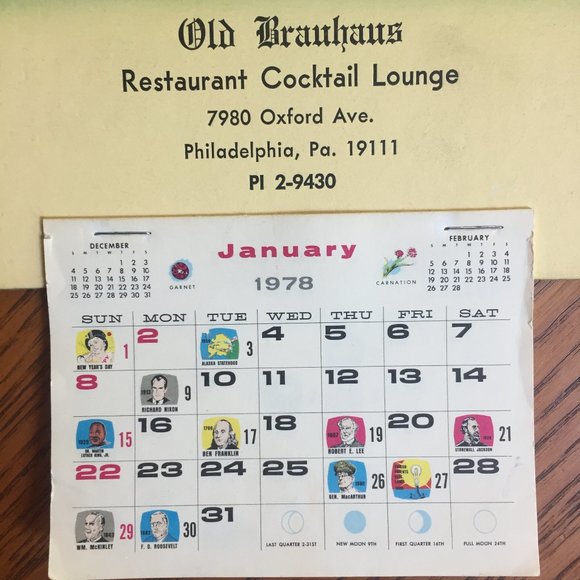 Old Brauhaus
Restaurant Cocktail Lounge
7980 Oxford Ave.
Philadelphia, Pa. 19111
PI 2-9430
DECEMBER
S M T W T F S
1 2 3
4 5 6 7 8 9 10
11 12 13 14 15 16 17
18 19 20 21 22 23 24
25 26 27 28 29 30 31
GARNET
January
1978
CARNATION
FEBRUARY
S M T W T F S
1 2 3 4
5 6 7 8 9 10 11
12 13 14 15 16 17 18
19 20 21 22 23 24 25
26 27 28
SUN MON TUE WED THU FRI SAT
1 2 3 4 5 6 7
NEW YEAR'S DAY 1959 ALASKA STATEHOOD
8 9 10 11 12 13 14
1913 RICHARD NIXON
15 16 17 18 19 20 21
1929 DR. MARTIN LUTHER KING, JR. 1706 BEN FRANKLIN 1807 ROBERT E. LEE STONEWALL JACKSON
22 23 24 25 26 27 28
1880 GEN. MacARTHUR EDISON PATENTS ELEC. LAMP
29 30 31
1843 WM. McKINLEY 1882 F. D. ROOSEVELT
LAST QUARTER 2-31ST NEW MOON 9TH FIRST QUARTER 16TH FULL MOON 24TH